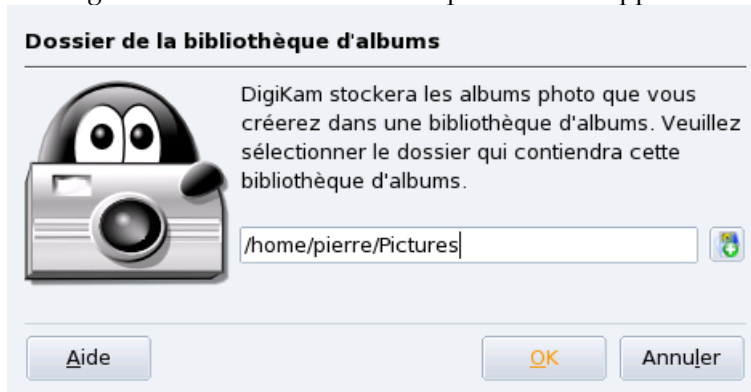 Dossier de la bibliothèque d'albums
DigiKam stockera les albums photo que vous
créerez dans une bibliothèque d'albums. Veuillez
sélectionner le dossier qui contiendra cette
bibliothèque d'albums.
/home/pierre/Pictures
Aide
OK
Annuler